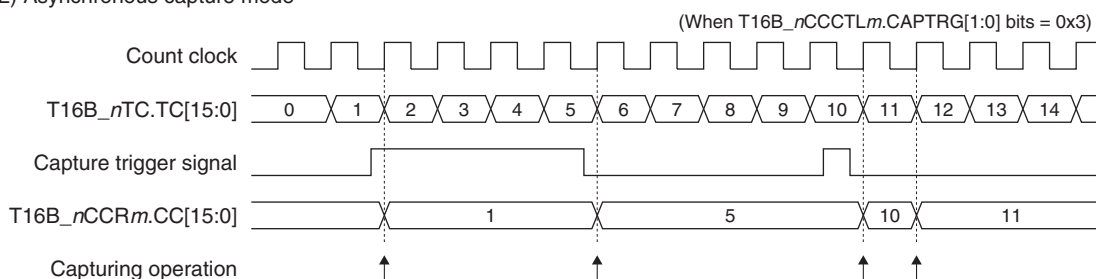 2) Asynchronous capture mode
(When T16B_nCCCTLm.CAPTRG[1:0] bits = 0x3)
Count clock
T16B_nTC.TC[15:0] 0 1 2 3 4 5 6 7 8 9 10 11 12 13 14
Capture trigger signal
T16B_nCCRm.CC[15:0] 1 5 10 11
Capturing operation